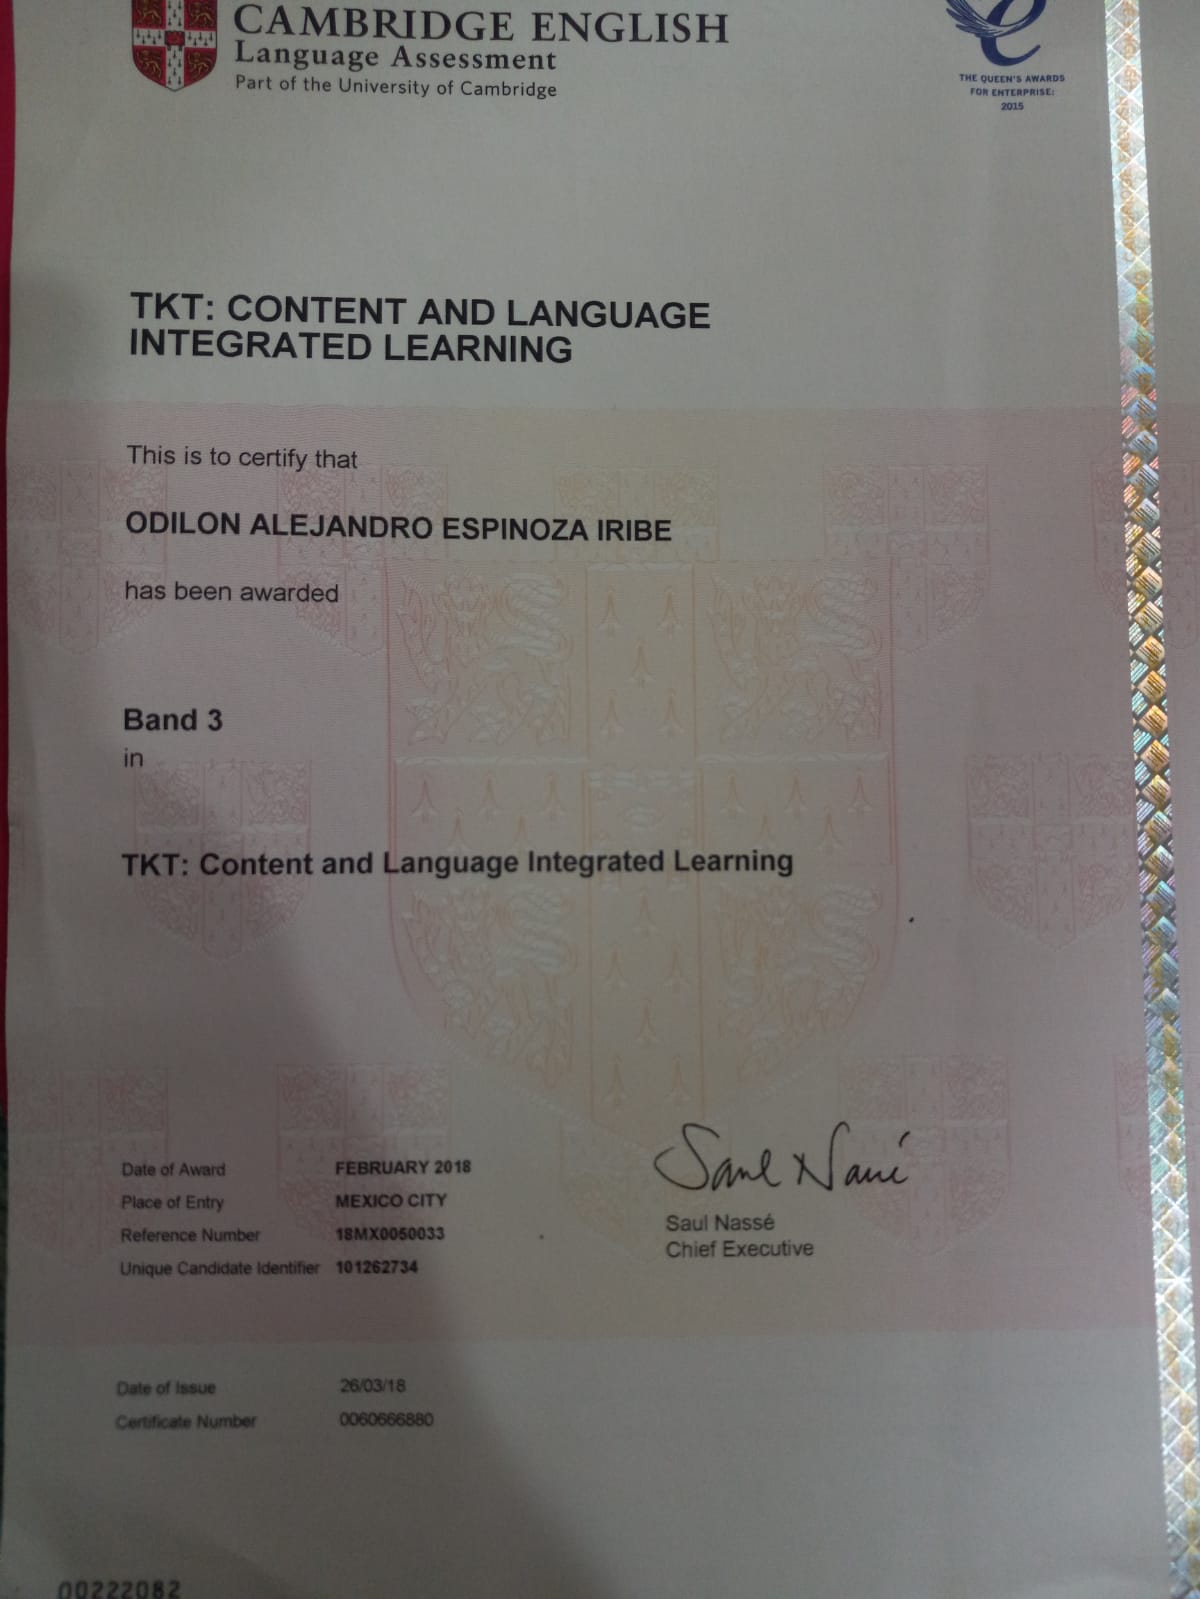 CAMBRIDGE ENGLISH
Language Assessment
Part of the University of Cambridge
THE QUEEN'S AWARDS
FOR ENTERPRISE:
2015
TKT: CONTENT AND LANGUAGE
INTEGRATED LEARNING
This is to certify that
ODILON ALEJANDRO ESPINOZA IRIBE
has been awarded
Band 3
in
TKT: Content and Language Integrated Learning
Date of Award FEBRUARY 2018
Place of Entry MEXICO CITY
Reference Number 18MX0050033
Unique Candidate Identifier 101262734
Saul Nassé
Saul Nassé
Chief Executive
Date of Issue 26/03/18
Certificate Number 0060666880
00222082